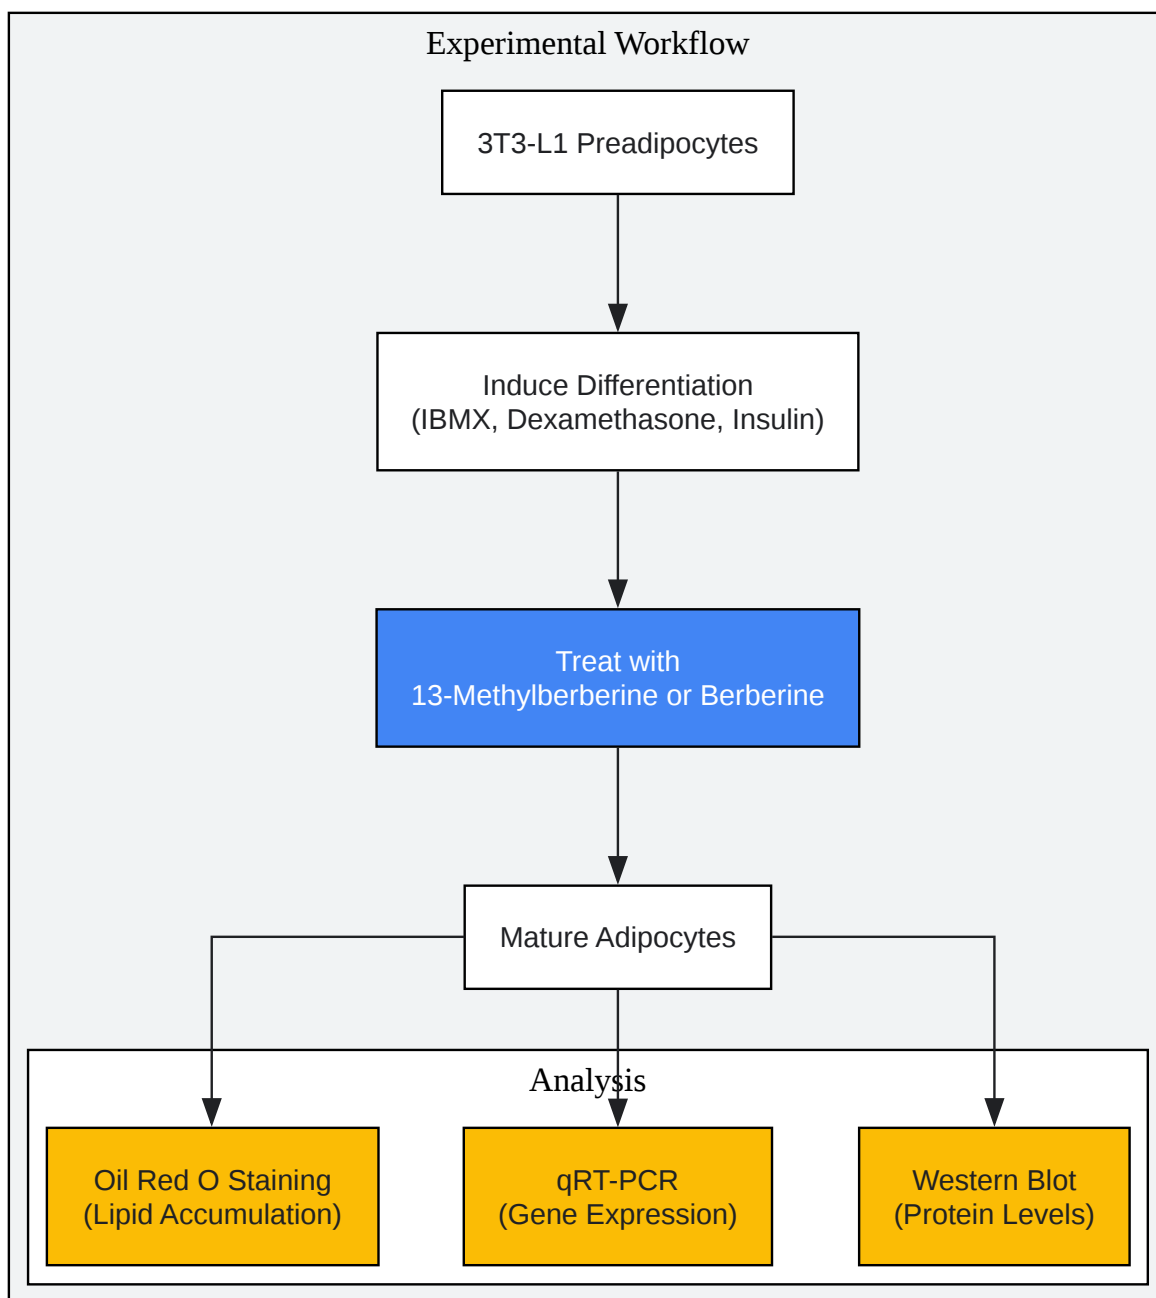 Experimental Workflow
3T3-L1 Preadipocytes
Induce Differentiation
(IBMX, Dexamethasone, Insulin)
Treat with
13-Methylberberine or Berberine
Mature Adipocytes
Analysis
Oil Red O Staining
(Lipid Accumulation)
qRT-PCR
(Gene Expression)
Western Blot
(Protein Levels)